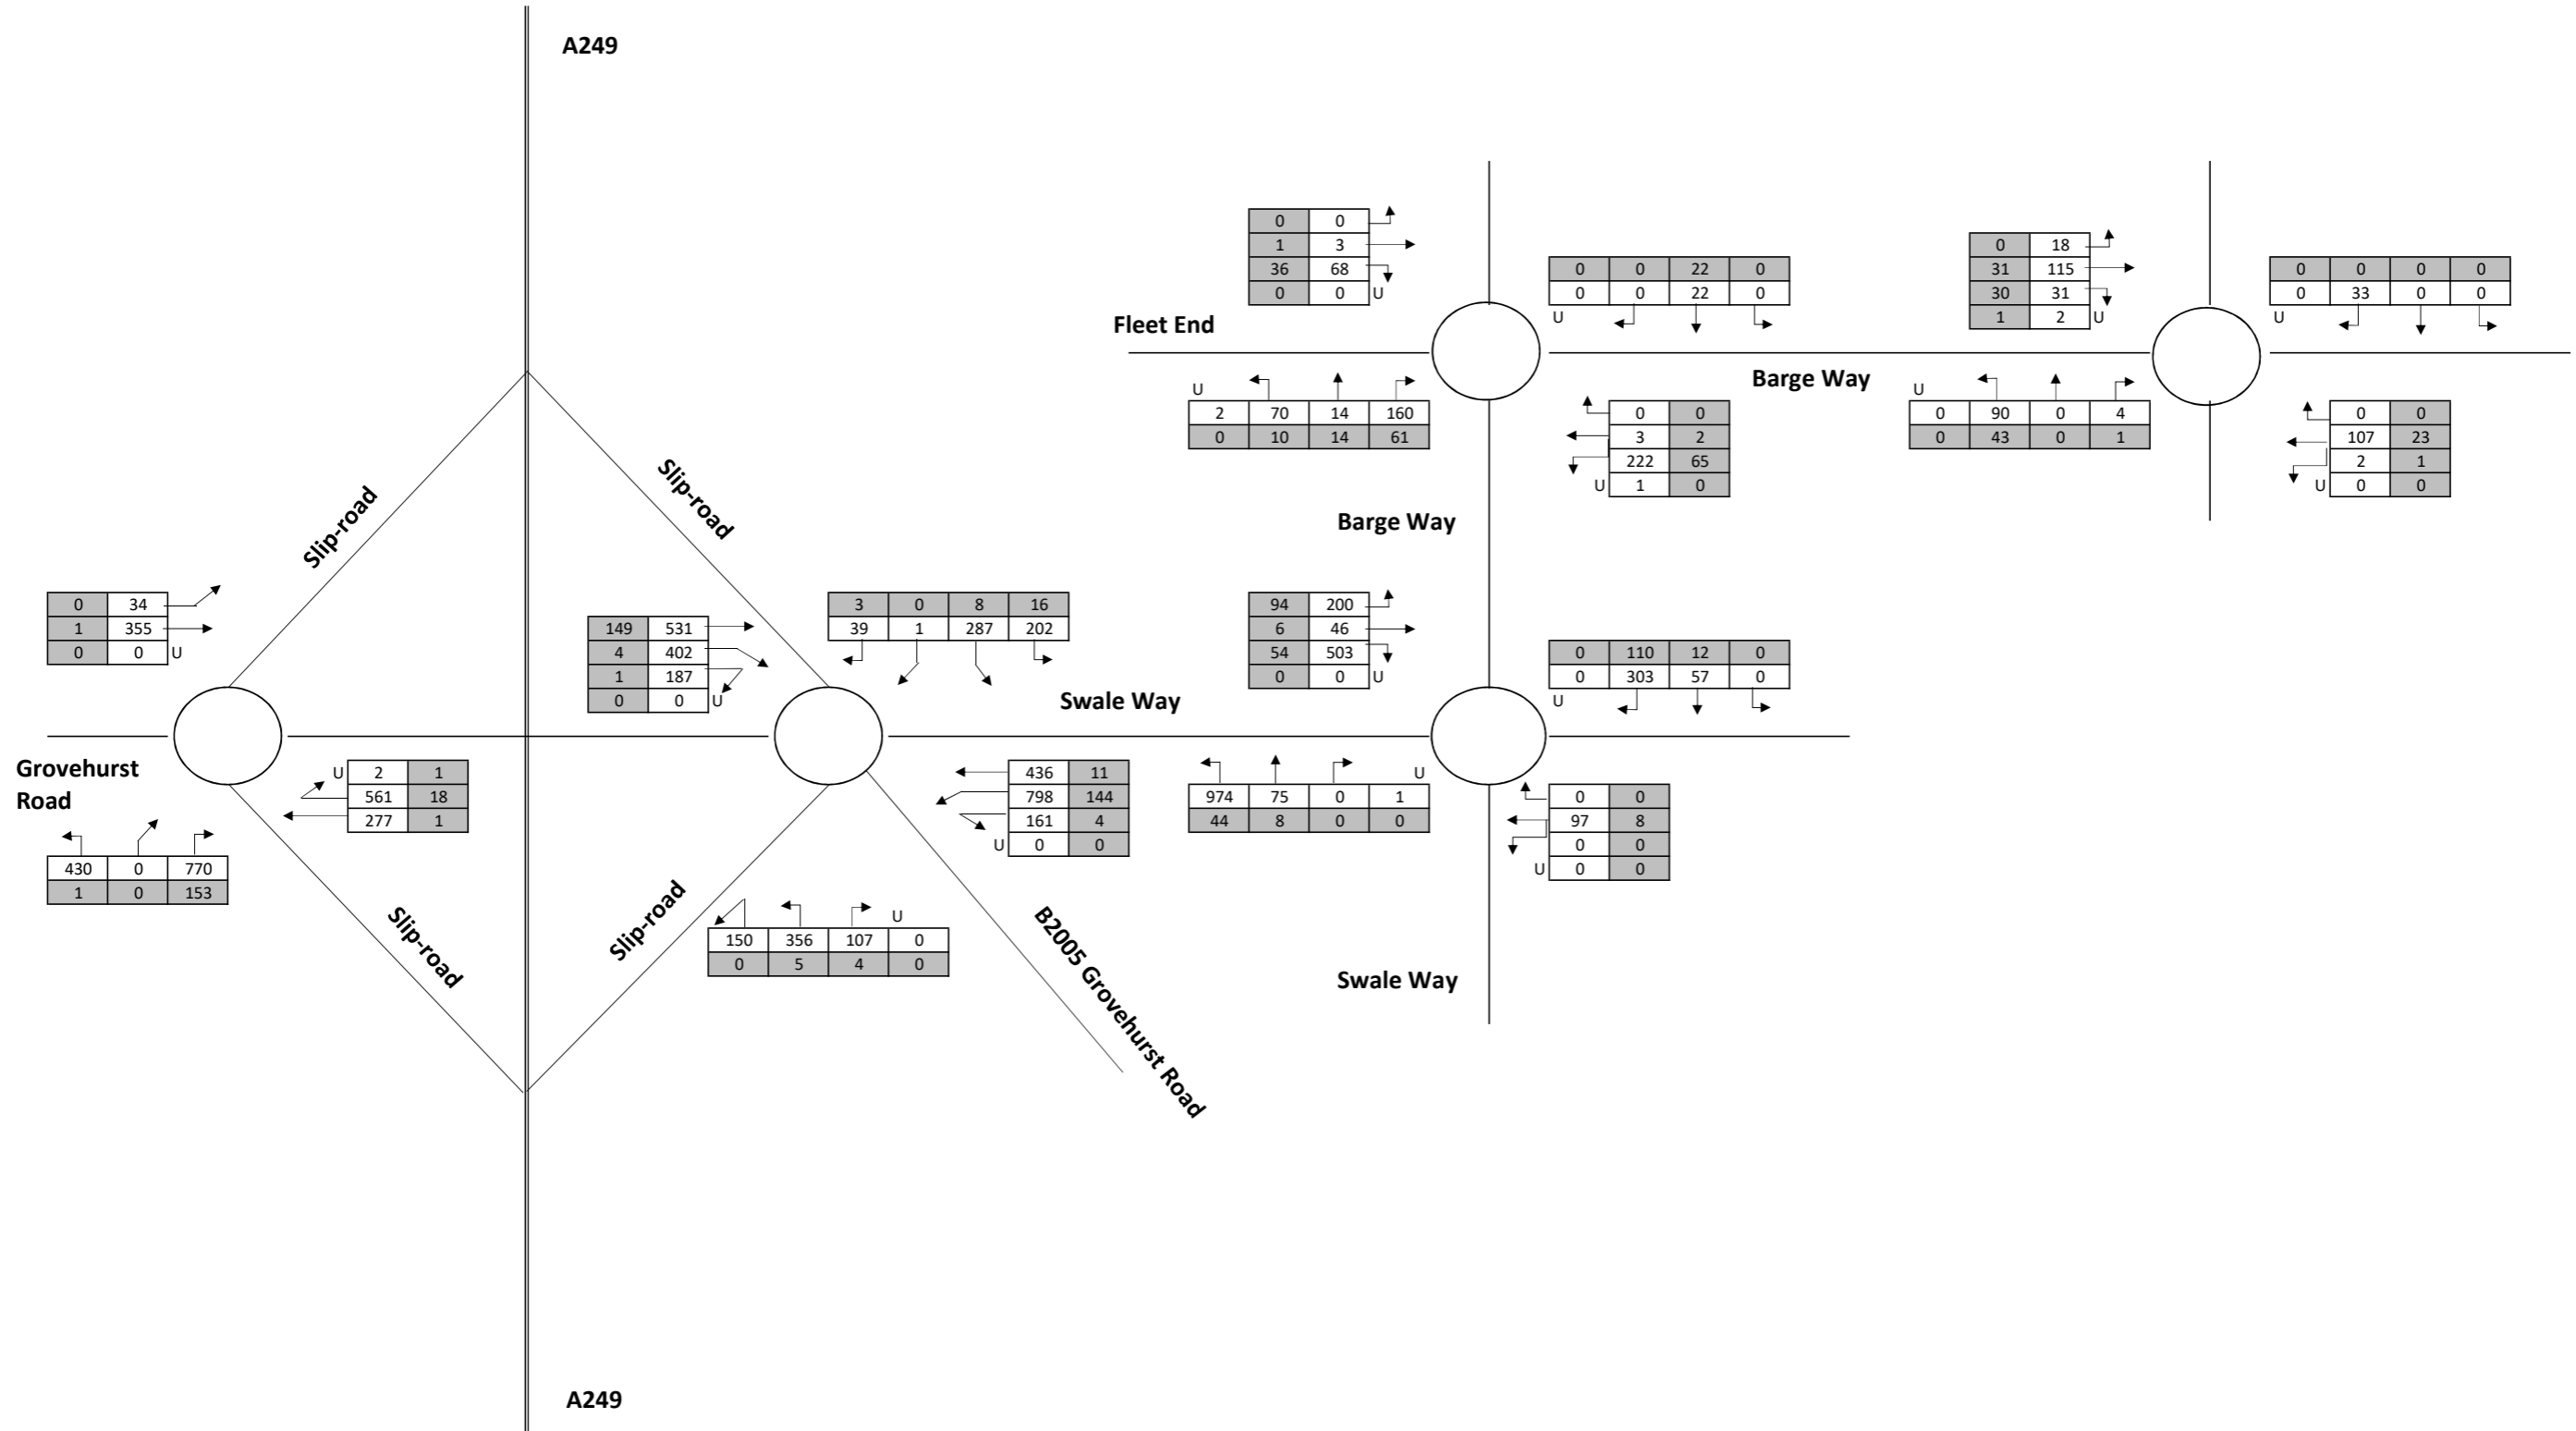 A249
0 0
1 3
36 68
0 0 U
0 0 22 0
0 0 22 0
U
0 18
31 115
30 31
1 2 U
0 0 0 0
0 33 0 0
U
Fleet End
Barge Way
U
2 70 14 160
0 10 14 61
0 0
3 2
222 65
U 1 0
U
0 90 0 4
0 43 0 1
0 0
107 23
2 1
U 0 0
Slip-road
Slip-road
Barge Way
0 34
1 355
0 0 U
149 531
4 402
1 187
0 0 U
3 0 8 16
39 1 287 202
Swale Way
94 200
6 46
54 503
0 0 U
0 110 12 0
0 303 57 0
U
Grovehurst
Road
U 2 1
561 18
277 1
430 0 770
1 0 153
436 11
798 144
161 4
U 0 0
U
974 75 0 1
44 8 0 0
0 0
97 8
0 0
U 0 0
Slip-road
Slip-road
U
150 356 107 0
0 5 4 0
B2005 Grovehurst Road
Swale Way
A249